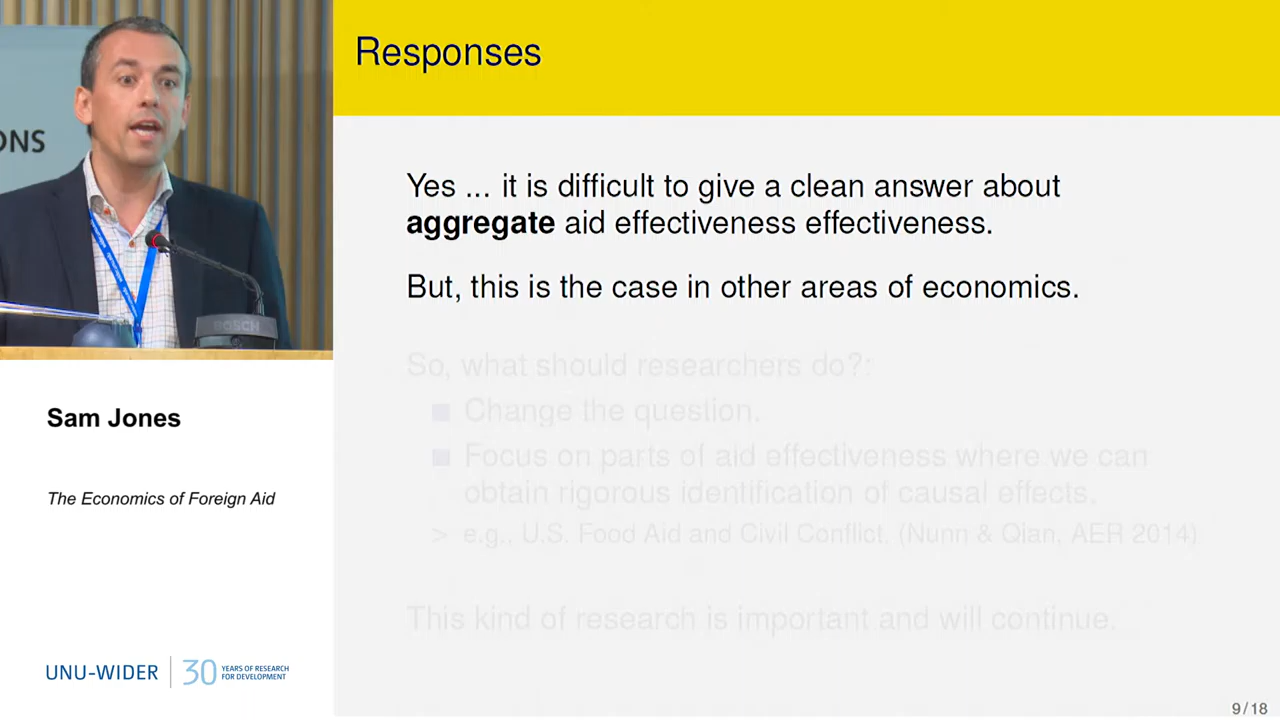 Responses
ONS
BOSCH
Yes ... it is difficult to give a clean answer about
aggregate aid effectiveness effectiveness.
But, this is the case in other areas of economics.
So, what should researchers do?:
Change the question.
Focus on parts of aid effectiveness where we can
obtain rigorous identification of causal effects.
> e.g., U.S. Food Aid and Civil Conflict, (Nunn & Qian, AER 2014)
This kind of research is important and will continue.
Sam Jones
The Economics of Foreign Aid
UNU-WIDER
30 YEARS OF RESEARCH
FOR DEVELOPMENT
9/18